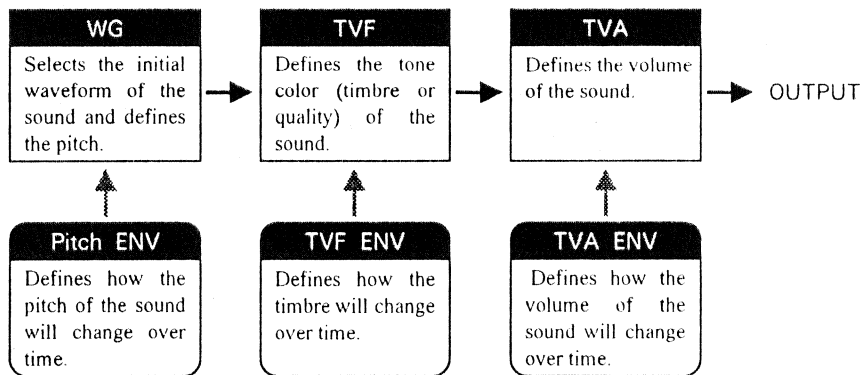 WG
Selects the initial
waveform of the
sound and defines
the pitch.
TVF
Defines the tone
color (timbre or
quality) of the
sound.
TVA
Defines the volume
of the sound.
OUTPUT
Pitch ENV
Defines how the
pitch of the sound
will change over
time.
TVF ENV
Defines how the
timbre will change
over time.
TVA ENV
Defines how the
volume of the
sound will change
over time.